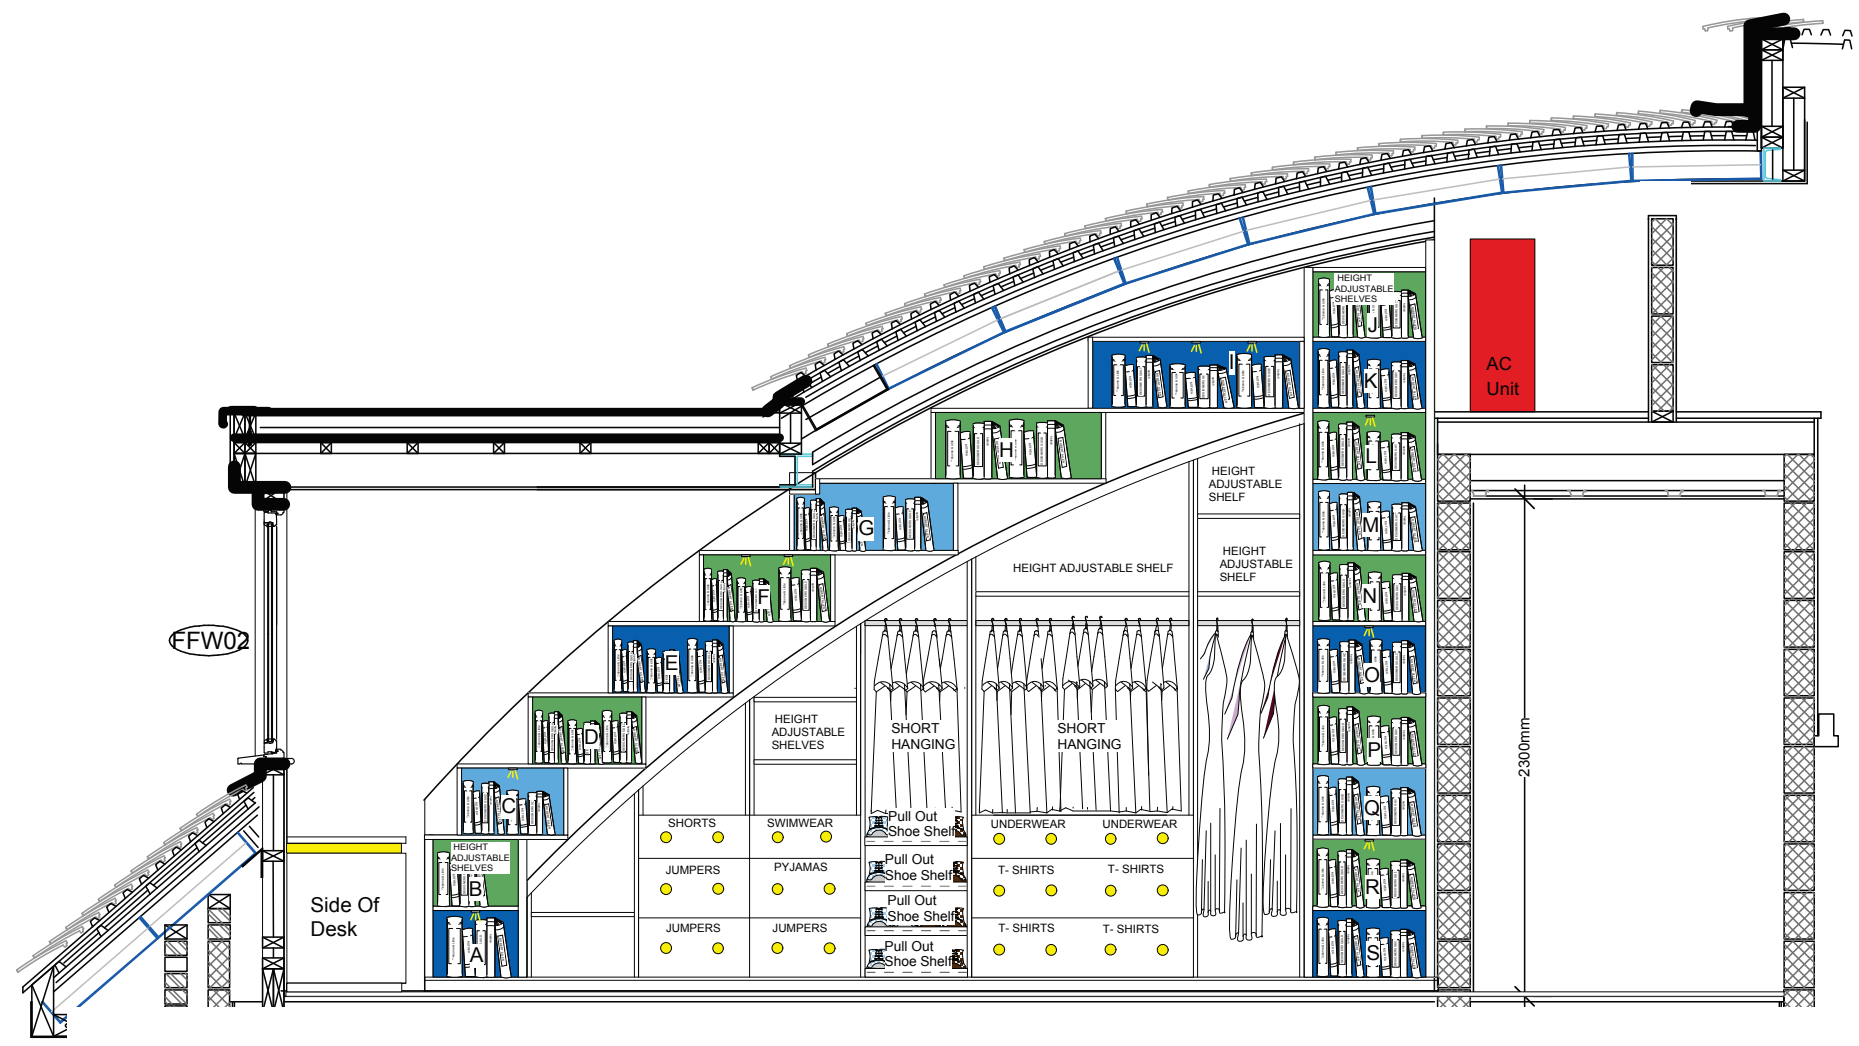 HEIGHT
ADJUSTABLE
SHELVES
J
K
L
M
N
O
P
Q
R
S
I
H
G
F
E
D
C
HEIGHT
ADJUSTABLE
SHELVES
B
A
AC
Unit
FFW02
Side Of
Desk
2300mm
HEIGHT
ADJUSTABLE
SHELF
HEIGHT
ADJUSTABLE
SHELF
HEIGHT ADJUSTABLE SHELF
HEIGHT
ADJUSTABLE
SHELVES
SHORT
HANGING
SHORT
HANGING
SHORTS
SWIMWEAR
JUMPERS
PYJAMAS
JUMPERS
JUMPERS
Pull Out
Shoe Shelf
Pull Out
Shoe Shelf
Pull Out
Shoe Shelf
Pull Out
Shoe Shelf
UNDERWEAR
UNDERWEAR
T- SHIRTS
T- SHIRTS
T- SHIRTS
T- SHIRTS